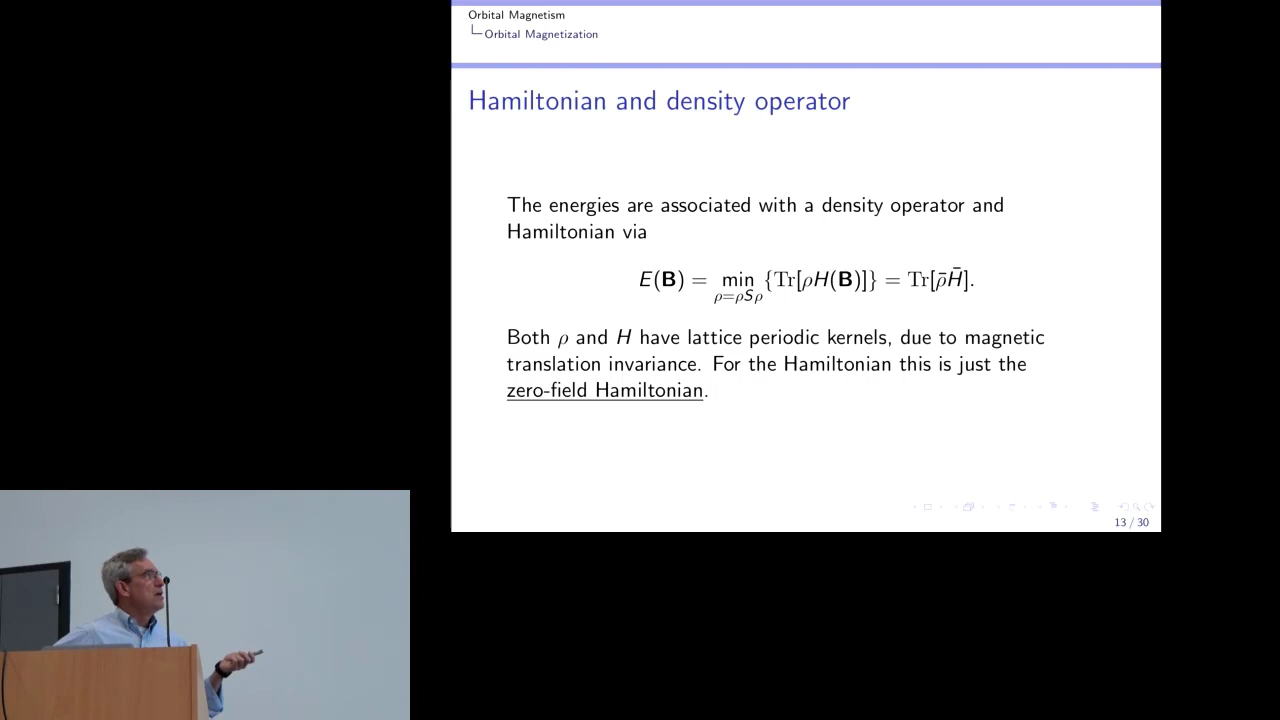 Orbital Magnetism
Orbital Magnetization
Hamiltonian and density operator
The energies are associated with a density operator and
Hamiltonian via
E(B) = min_{ρ=ρSρ} {Tr[ρH(B)]} = Tr[ρ̄H̄].
Both ρ and H have lattice periodic kernels, due to magnetic
translation invariance. For the Hamiltonian this is just the
zero-field Hamiltonian.
13 / 30